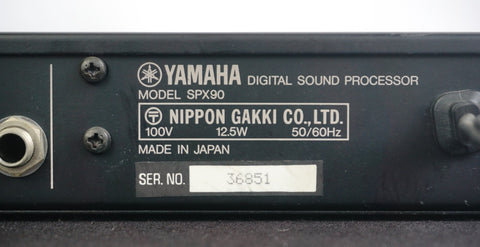 YAMAHA DIGITAL SOUND PROCESSOR
MODEL SPX90
NIPPON GAKKI CO., LTD.
100V 12.5W 50/60Hz
MADE IN JAPAN
SER. NO. 36851